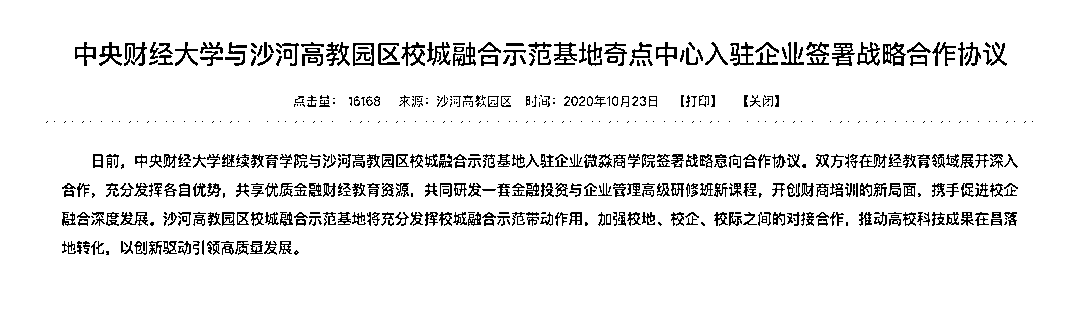 中央财经大学与沙河高教园区校城融合示范基地奇点中心入驻企业签署战略合作协议
点击量： 16168 来源：沙河高教园区 时间：2020年10月23日 【打印】 【关闭】
日前，中央财经大学继续教育学院与沙河高教园区校城融合示范基地入驻企业微淼商学院签署战略意向合作协议。双方将在财经教育领域展开深入
合作，充分发挥各自优势，共享优质金融财经教育资源，共同研发一套金融投资与企业管理高级研修班新课程，开创财商培训的新局面，携手促进校企
融合深度发展。沙河高教园区校城融合示范基地将充分发挥校城融合示范带动作用，加强校地、校企、校际之间的对接合作，推动高校科技成果在昌落
地转化，以创新驱动引领高质量发展。